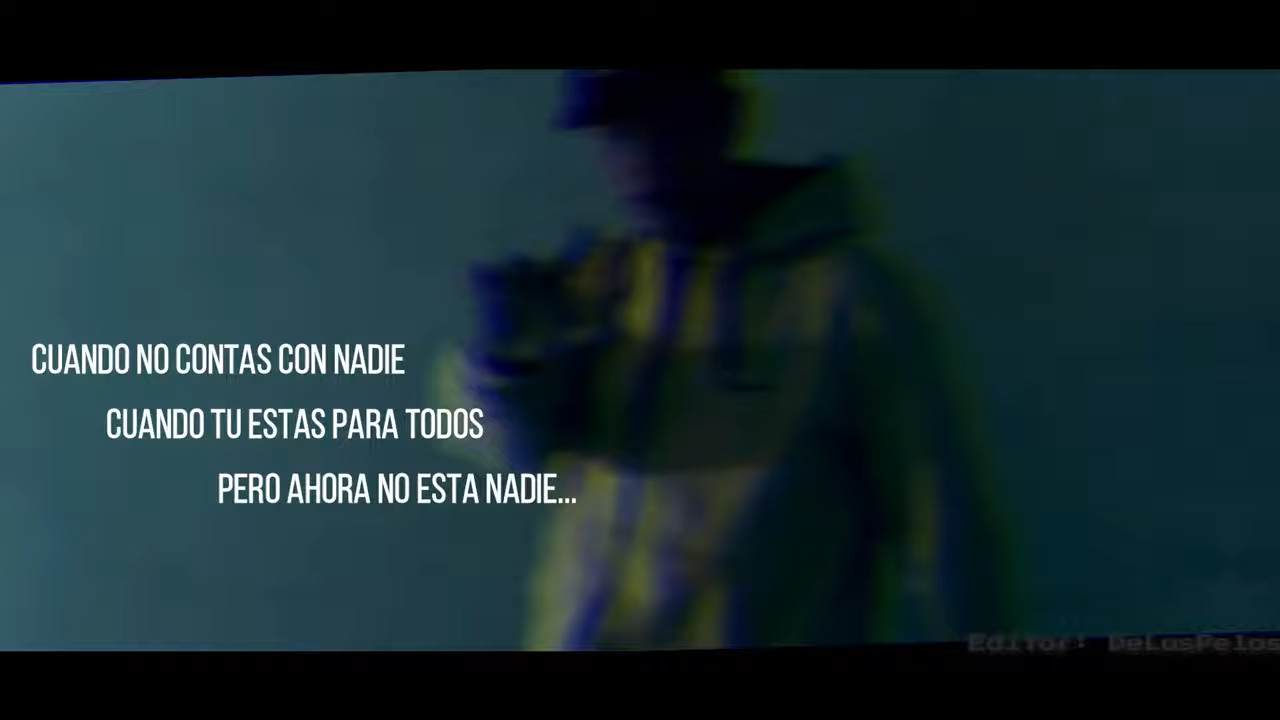 CUANDO NO CONTAS CON NADIE
CUANDO TU ESTAS PARA TODOS
PERO AHORA NO ESTA NADIE...
Editor: DeLosPelos